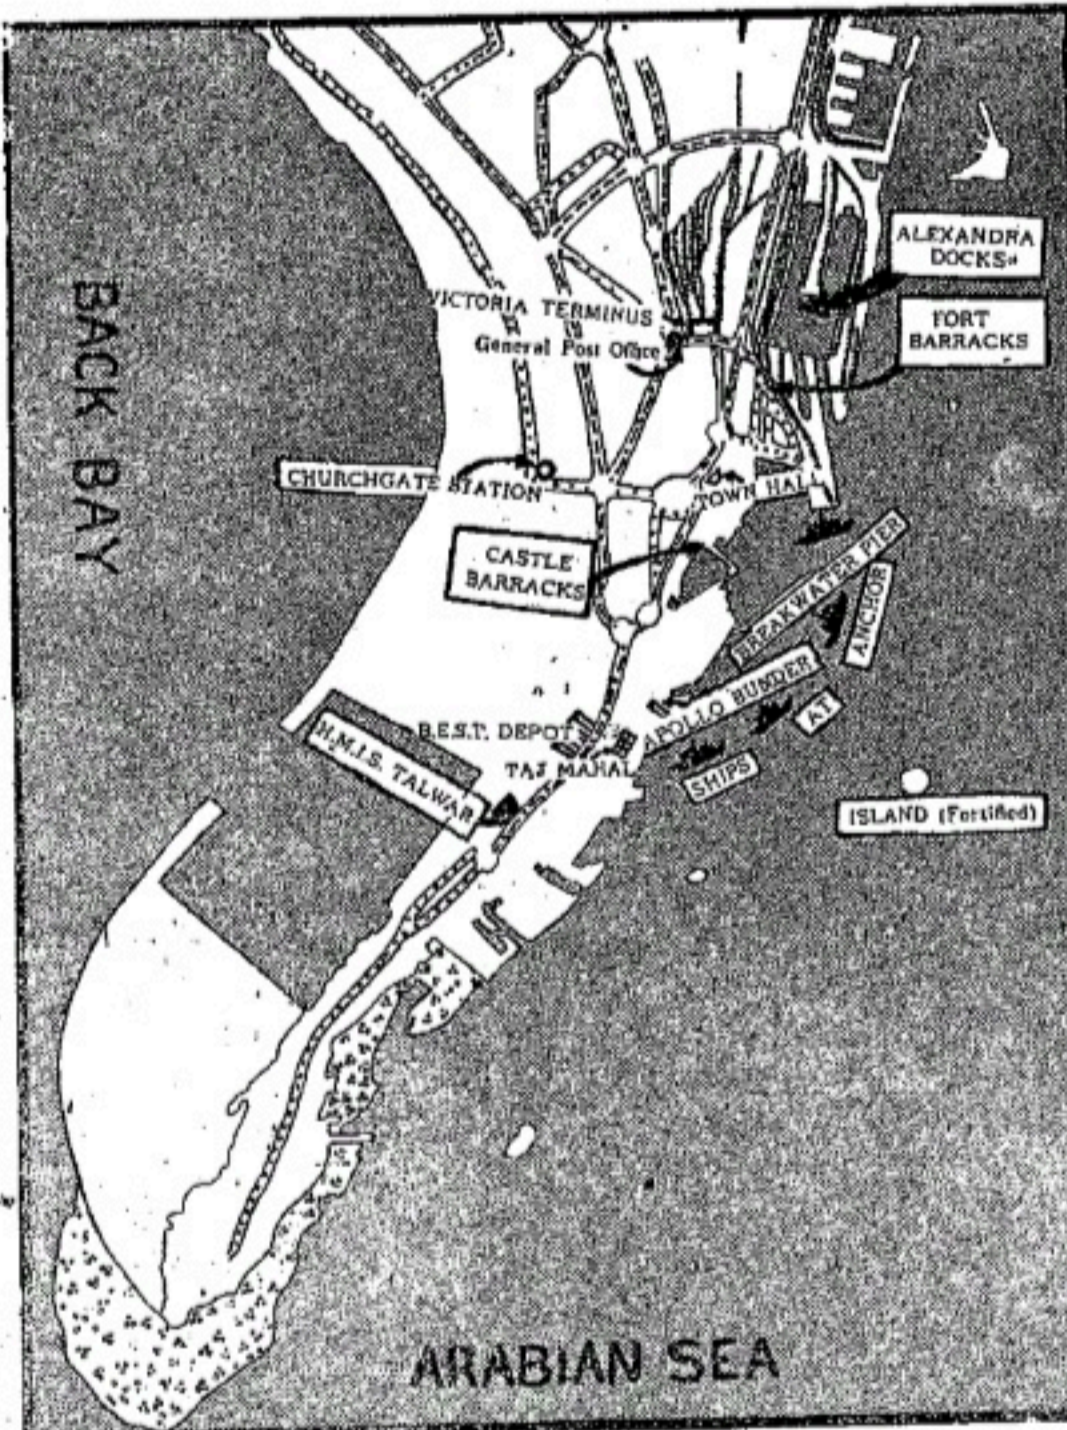 ALEXANDRA
DOCKS
FORT
BARRACKS
BACK BAY
VICTORIA TERMINUS
General Post Office
CHURCHGATE STATION
TOWN HALL
CASTLE
BARRACKS
BREAKWATER PIER
ANCHOR
APOLLO BUNDER
AT
SHIPS
B.E.S.T. DEPOT
H.M.I.S. TALWAR
TAJ MAHAL
ISLAND (Fortified)
ARABIAN SEA